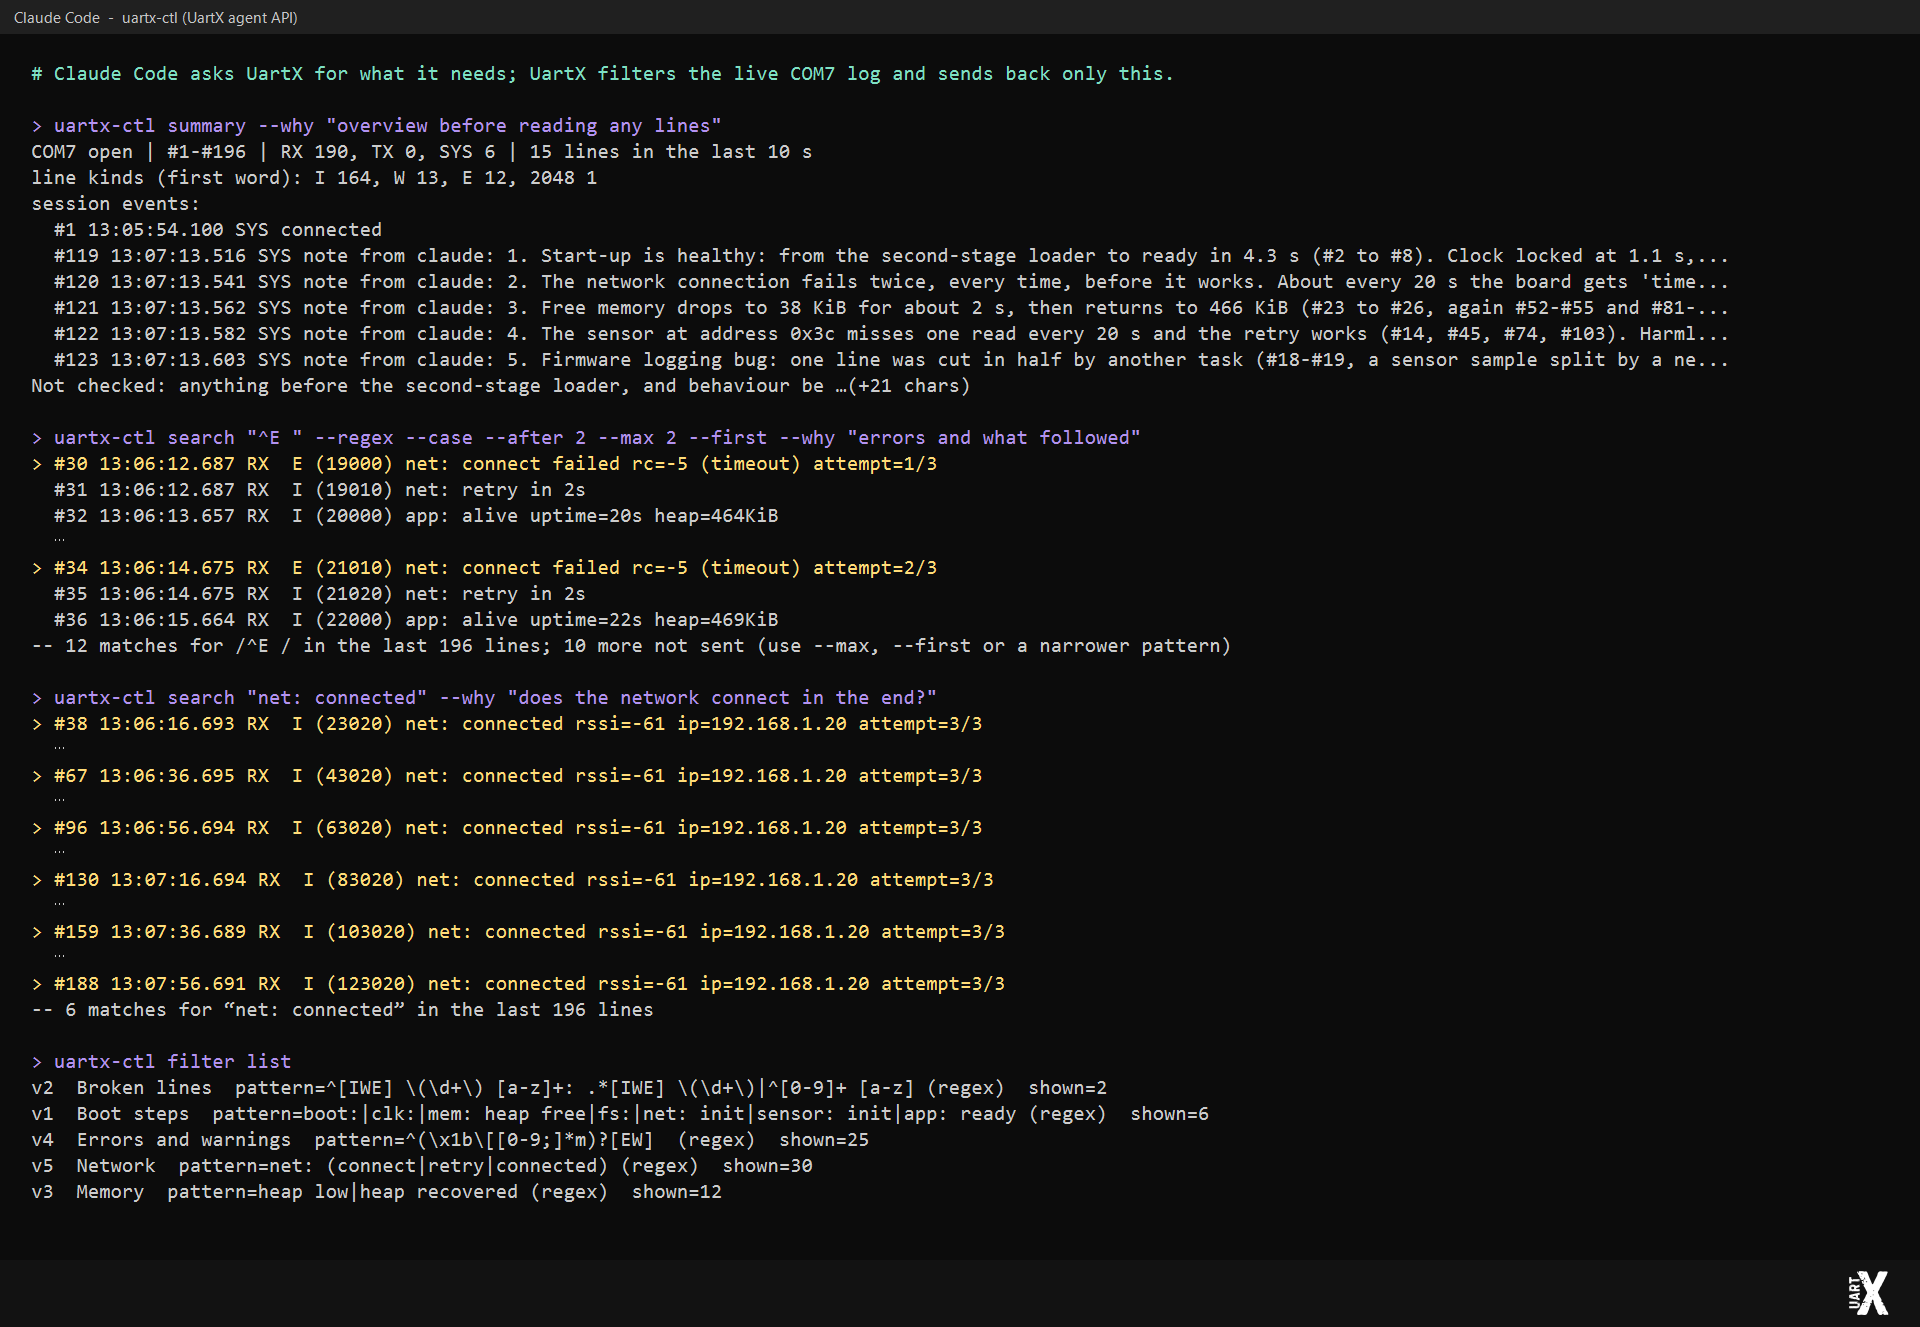 Claude Code - uartx-ctl (UartX agent API)
# Claude Code asks UartX for what it needs; UartX filters the live COM7 log and sends back only this.
> uartx-ctl summary --why "overview before reading any lines"
COM7 open | #1-#196 | RX 190, TX 0, SYS 6 | 15 lines in the last 10 s
line kinds (first word): I 164, W 13, E 12, 2048 1
session events:
  #1 13:05:54.100 SYS connected
  #119 13:07:13.516 SYS note from claude: 1. Start-up is healthy: from the second-stage loader to ready in 4.3 s (#2 to #8). Clock locked at 1.1 s,...
  #120 13:07:13.541 SYS note from claude: 2. The network connection fails twice, every time, before it works. About every 20 s the board gets 'time...
  #121 13:07:13.562 SYS note from claude: 3. Free memory drops to 38 KiB for about 2 s, then returns to 466 KiB (#23 to #26, again #52-#55 and #81-...
  #122 13:07:13.582 SYS note from claude: 4. The sensor at address 0x3c misses one read every 20 s and the retry works (#14, #45, #74, #103). Harml...
  #123 13:07:13.603 SYS note from claude: 5. Firmware logging bug: one line was cut in half by another task (#18-#19, a sensor sample split by a ne...
Not checked: anything before the second-stage loader, and behaviour be …(+21 chars)
> uartx-ctl search "^E " --regex --case --after 2 --max 2 --first --why "errors and what followed"
> #30 13:06:12.687 RX  E (19000) net: connect failed rc=-5 (timeout) attempt=1/3
  #31 13:06:12.687 RX  I (19010) net: retry in 2s
  #32 13:06:13.657 RX  I (20000) app: alive uptime=20s heap=464KiB
  …
> #34 13:06:14.675 RX  E (21010) net: connect failed rc=-5 (timeout) attempt=2/3
  #35 13:06:14.675 RX  I (21020) net: retry in 2s
  #36 13:06:15.664 RX  I (22000) app: alive uptime=22s heap=469KiB
-- 12 matches for /^E / in the last 196 lines; 10 more not sent (use --max, --first or a narrower pattern)
> uartx-ctl search "net: connected" --why "does the network connect in the end?"
> #38 13:06:16.693 RX  I (23020) net: connected rssi=-61 ip=192.168.1.20 attempt=3/3
  …
> #67 13:06:36.695 RX  I (43020) net: connected rssi=-61 ip=192.168.1.20 attempt=3/3
  …
> #96 13:06:56.694 RX  I (63020) net: connected rssi=-61 ip=192.168.1.20 attempt=3/3
  …
> #130 13:07:16.694 RX  I (83020) net: connected rssi=-61 ip=192.168.1.20 attempt=3/3
  …
> #159 13:07:36.689 RX  I (103020) net: connected rssi=-61 ip=192.168.1.20 attempt=3/3
  …
> #188 13:07:56.691 RX  I (123020) net: connected rssi=-61 ip=192.168.1.20 attempt=3/3
-- 6 matches for “net: connected” in the last 196 lines
> uartx-ctl filter list
v2  Broken lines  pattern=^[IWE] \(\d+\) [a-z]+: .*[IWE] \(\d+\)|^[0-9]+ [a-z] (regex)  shown=2
v1  Boot steps  pattern=boot:|clk:|mem: heap free|fs:|net: init|sensor: init|app: ready (regex)  shown=6
v4  Errors and warnings  pattern=^(\x1b\[[0-9;]*m)?[EW]  (regex)  shown=25
v5  Network  pattern=net: (connect|retry|connected) (regex)  shown=30
v3  Memory  pattern=heap low|heap recovered (regex)  shown=12
UART X